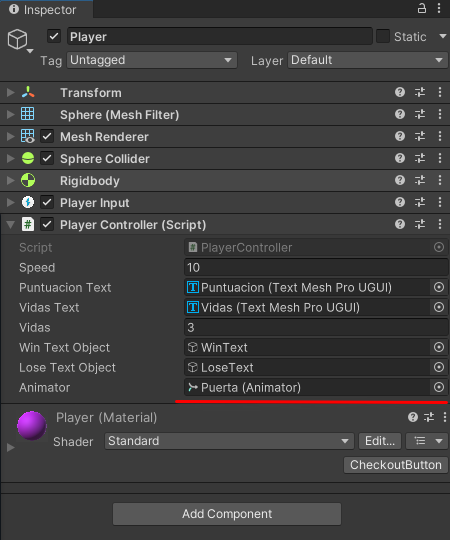 Inspector
Player
Static
Tag Untagged Layer Default
Transform
Sphere (Mesh Filter)
Mesh Renderer
Sphere Collider
Rigidbody
Player Input
Player Controller (Script)
Script PlayerController
Speed 10
Puntuacion Text Puntuacion (Text Mesh Pro UGUI)
Vidas Text Vidas (Text Mesh Pro UGUI)
Vidas 3
Win Text Object WinText
Lose Text Object LoseText
Animator Puerta (Animator)
Player (Material)
Shader Standard Edit...
CheckoutButton
Add Component